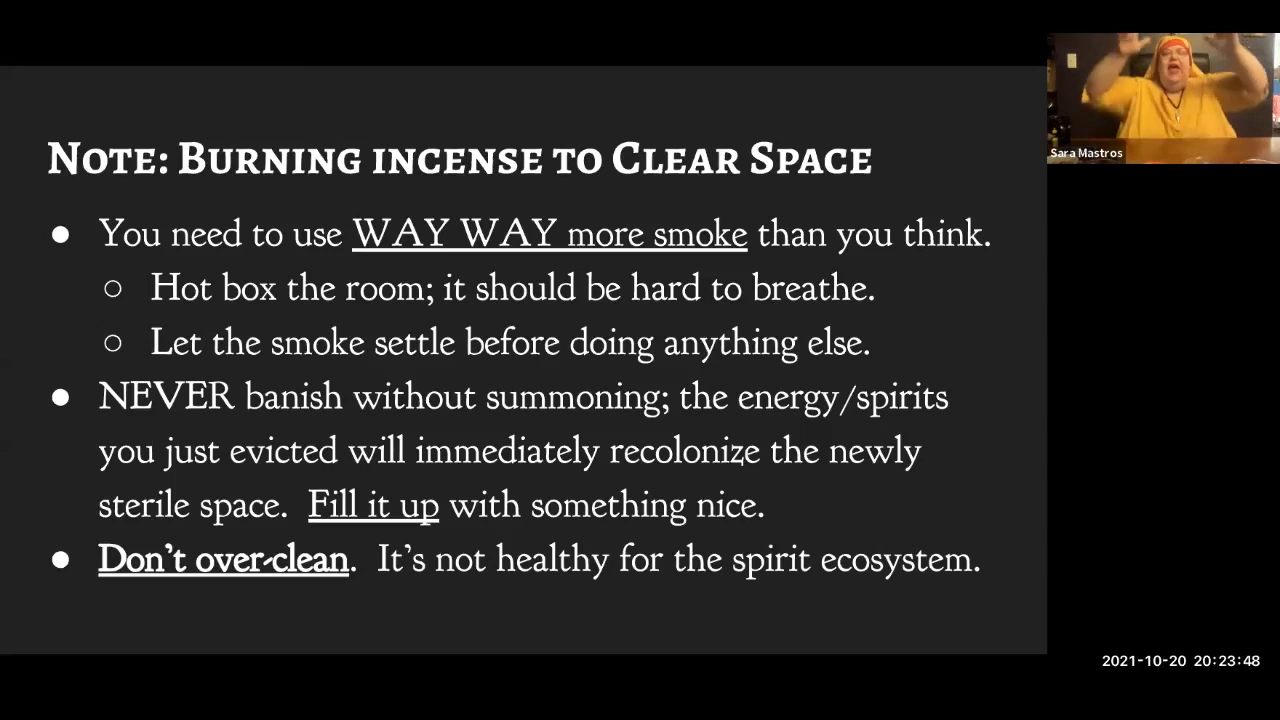 Note: Burning incense to Clear Space
● You need to use WAY WAY more smoke than you think.
○ Hot box the room; it should be hard to breathe.
○ Let the smoke settle before doing anything else.
● NEVER banish without summoning; the energy/spirits
you just evicted will immediately recolonize the newly
sterile space. Fill it up with something nice.
● Don't over-clean. It's not healthy for the spirit ecosystem.
Sara Mastros
2021-10-20 20:23:48